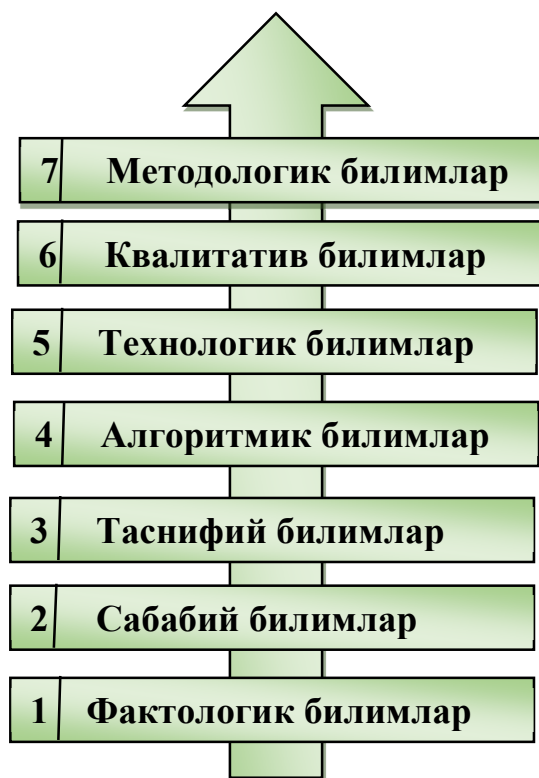 7 Методологик билимлар
6 Квалитатив билимлар
5 Технологик билимлар
4 Алгоритмик билимлар
3 Таснифий билимлар
2 Сабабий билимлар
1 Фактологик билимлар